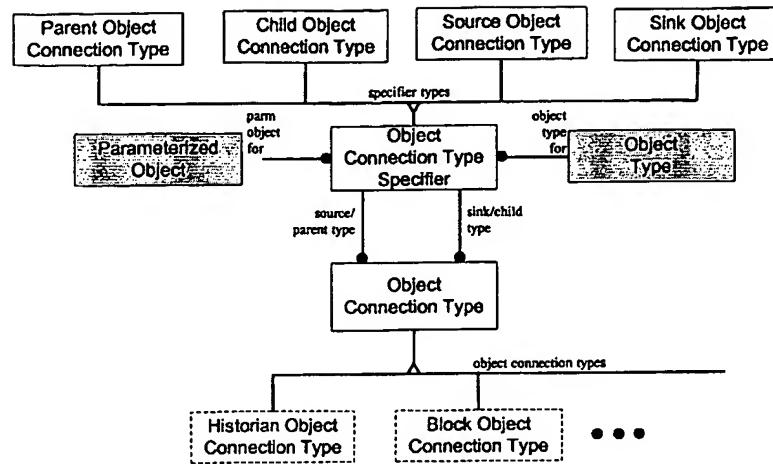 Parent Object
Connection Type
Child Object
Connection Type
Source Object
Connection Type
Sink Object
Connection Type
specifier types
parm
object
for
object
type
for
Parameterized
Object
Object
Connection Type
Specifier
Object
Type
source/
parent type
sink/child
type
Object
Connection Type
object connection types
Historian Object
Connection Type
Block Object
Connection Type